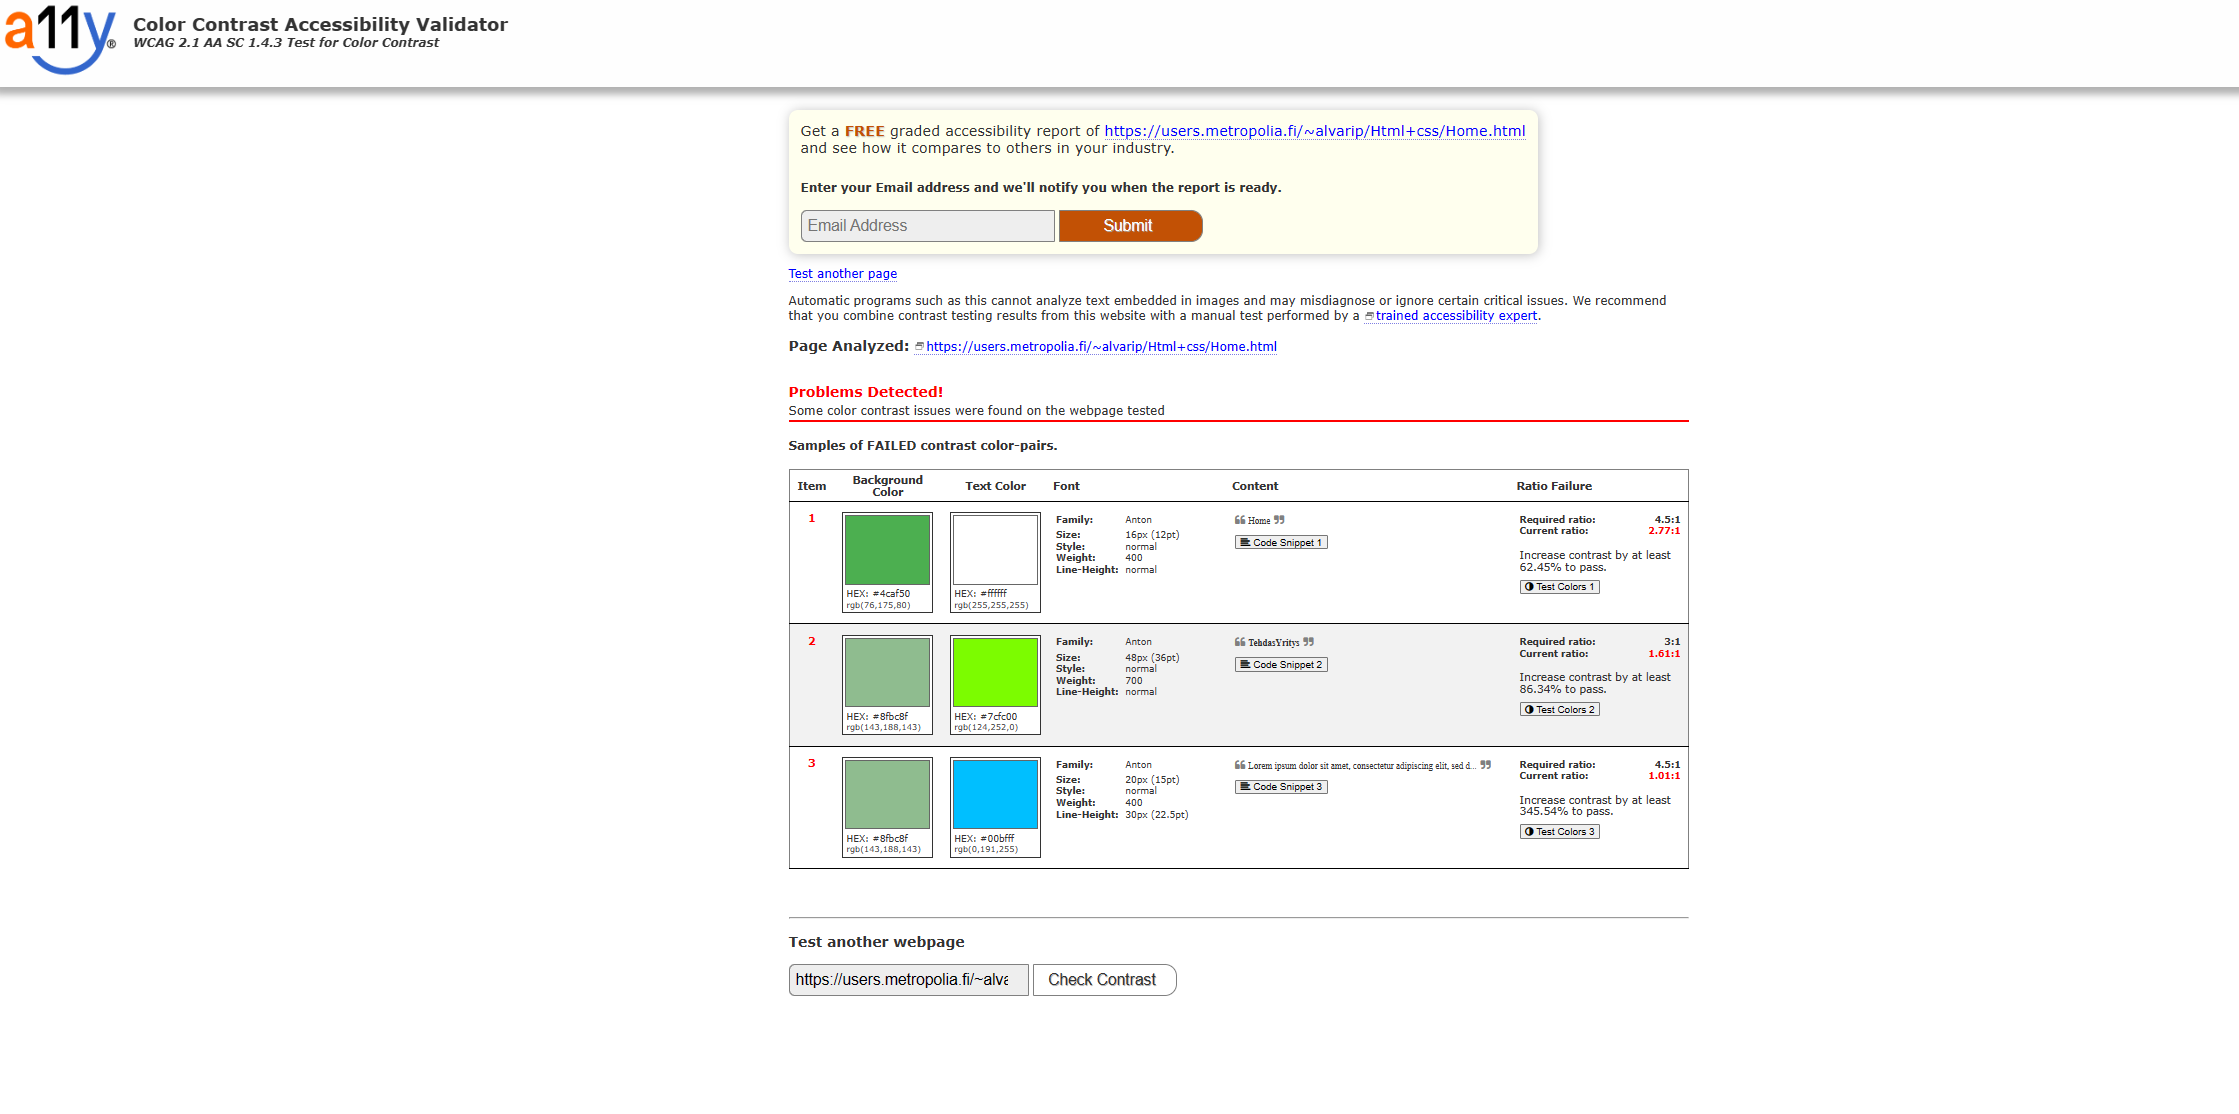 a11y®
Color Contrast Accessibility Validator
WCAG 2.1 AA SC 1.4.3 Test for Color Contrast
Get a FREE graded accessibility report of https://users.metropolia.fi/~alvarip/Html+css/Home.html
and see how it compares to others in your industry.
Enter your Email address and we'll notify you when the report is ready.
Email Address Submit
Test another page
Automatic programs such as this cannot analyze text embedded in images and may misdiagnose or ignore certain critical issues. We recommend
that you combine contrast testing results from this website with a manual test performed by a trained accessibility expert.
Page Analyzed: https://users.metropolia.fi/~alvarip/Html+css/Home.html
Problems Detected!
Some color contrast issues were found on the webpage tested
Samples of FAILED contrast color-pairs.
Item Background Color Text Color Font Content Ratio Failure
1
HEX: #4caf50
rgb(76,175,80)
HEX: #ffffff
rgb(255,255,255)
Family: Anton
Size: 16px (12pt)
Style: normal
Weight: 400
Line-Height: normal
❝ Home ❞
Code Snippet 1
Required ratio: 4.5:1
Current ratio: 2.77:1
Increase contrast by at least
62.45% to pass.
Test Colors 1
2
HEX: #8fbc8f
rgb(143,188,143)
HEX: #7cfc00
rgb(124,252,0)
Family: Anton
Size: 48px (36pt)
Style: normal
Weight: 700
Line-Height: normal
❝ TehdasYritys ❞
Code Snippet 2
Required ratio: 3:1
Current ratio: 1.61:1
Increase contrast by at least
86.34% to pass.
Test Colors 2
3
HEX: #8fbc8f
rgb(143,188,143)
HEX: #00bfff
rgb(0,191,255)
Family: Anton
Size: 20px (15pt)
Style: normal
Weight: 400
Line-Height: 30px (22.5pt)
❝ Lorem ipsum dolor sit amet, consectetur adipiscing elit, sed d... ❞
Code Snippet 3
Required ratio: 4.5:1
Current ratio: 1.01:1
Increase contrast by at least
345.54% to pass.
Test Colors 3
Test another webpage
https://users.metropolia.fi/~alva Check Contrast